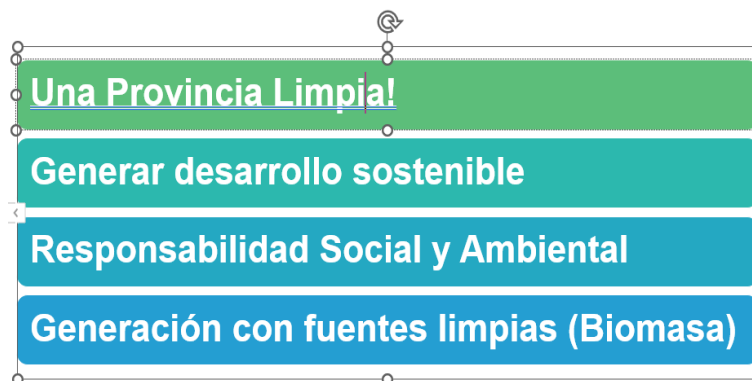 Una Provincia Limpia!
Generar desarrollo sostenible
Responsabilidad Social y Ambiental
Generación con fuentes limpias (Biomasa)